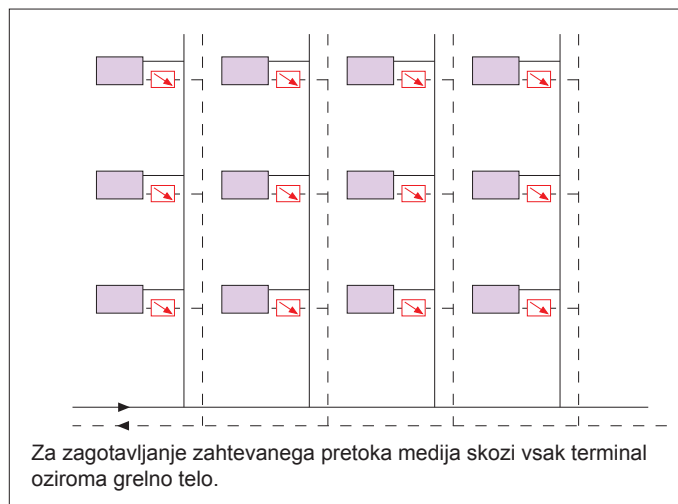 Za zagotavljanje zahtevanega pretoka medija skozi vsak terminal
oziroma grelno telo.